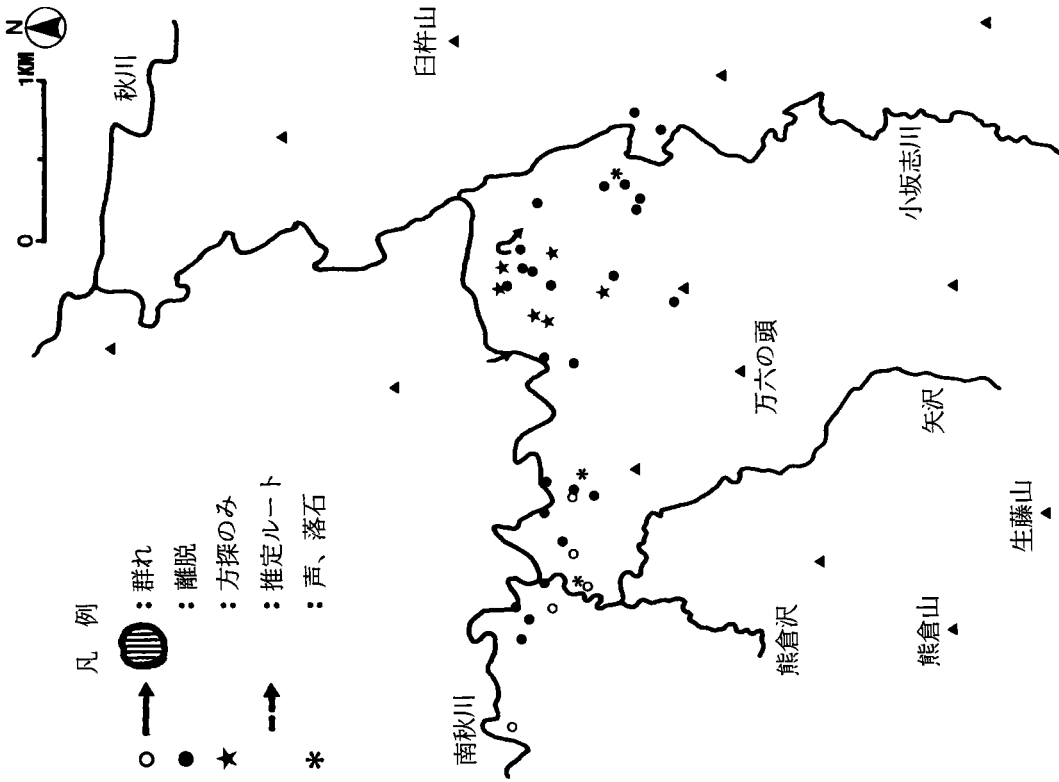 N
0 1KM
秋川
臼杵山
凡 例
：群れ
：離脱
：方探のみ
：推定ルート
：声、落石
小坂志川
万六の頭
矢沢
生藤山
南秋川
熊倉沢
熊倉山